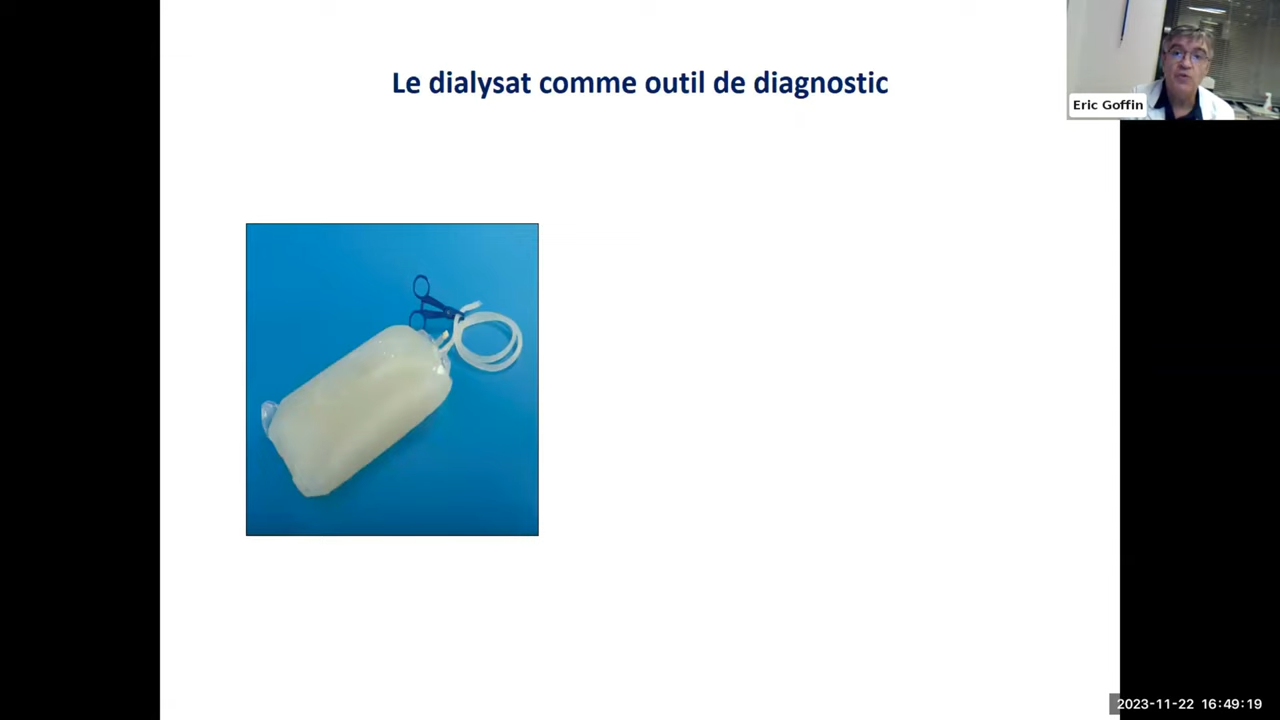 Le dialysat comme outil de diagnostic
Eric Goffin
2023-11-22 16:49:19